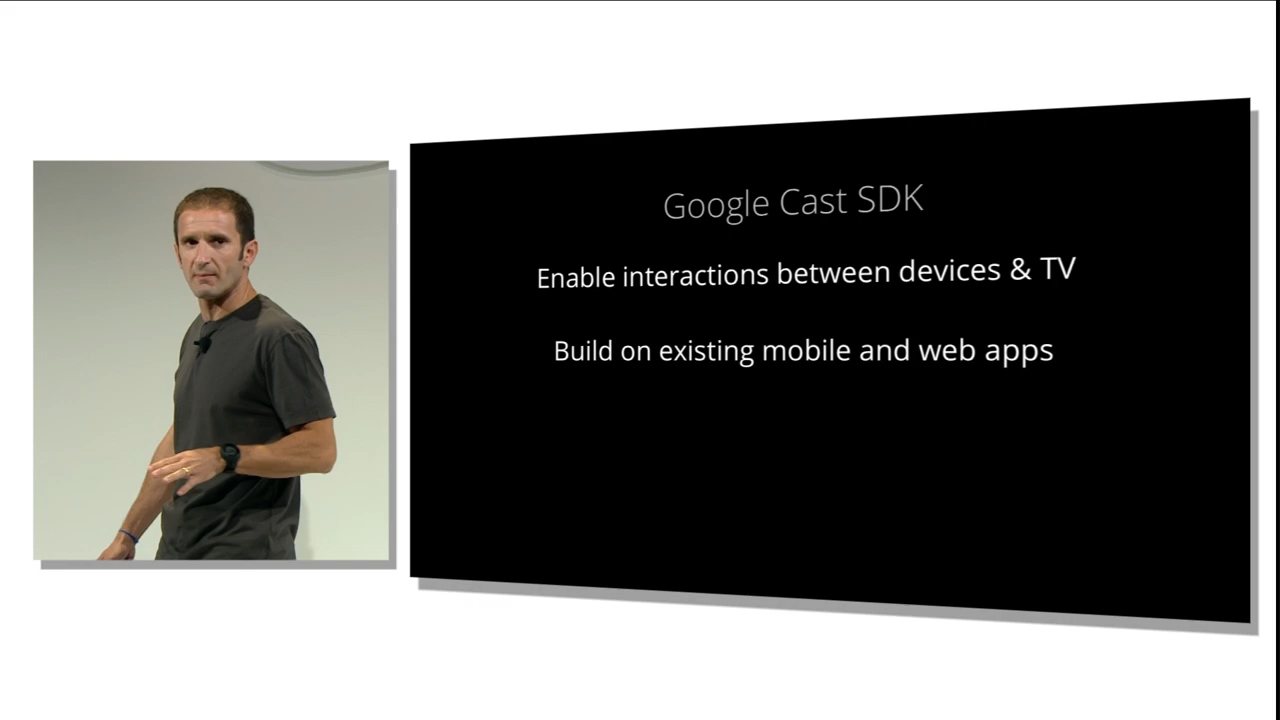 Google Cast SDK
Enable interactions between devices & TV
Build on existing mobile and web apps